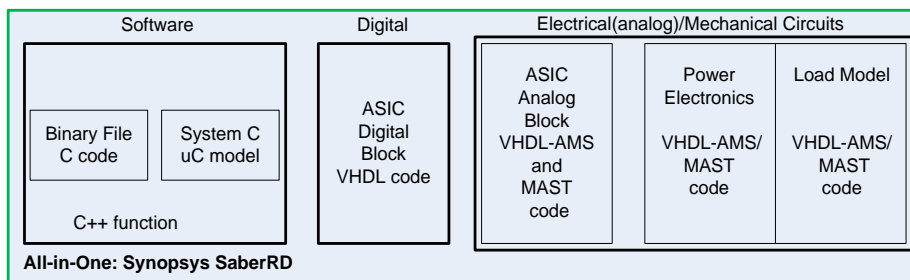 Software
Digital
Electrical(analog)/Mechanical Circuits
Binary File
C code
System C
uC model
C++ function
ASIC
Digital
Block
VHDL code
ASIC
Analog
Block
VHDL-AMS
and
MAST
code
Power
Electronics
VHDL-AMS/
MAST
code
Load Model
VHDL-AMS/
MAST
code
All-in-One: Synopsys SaberRD